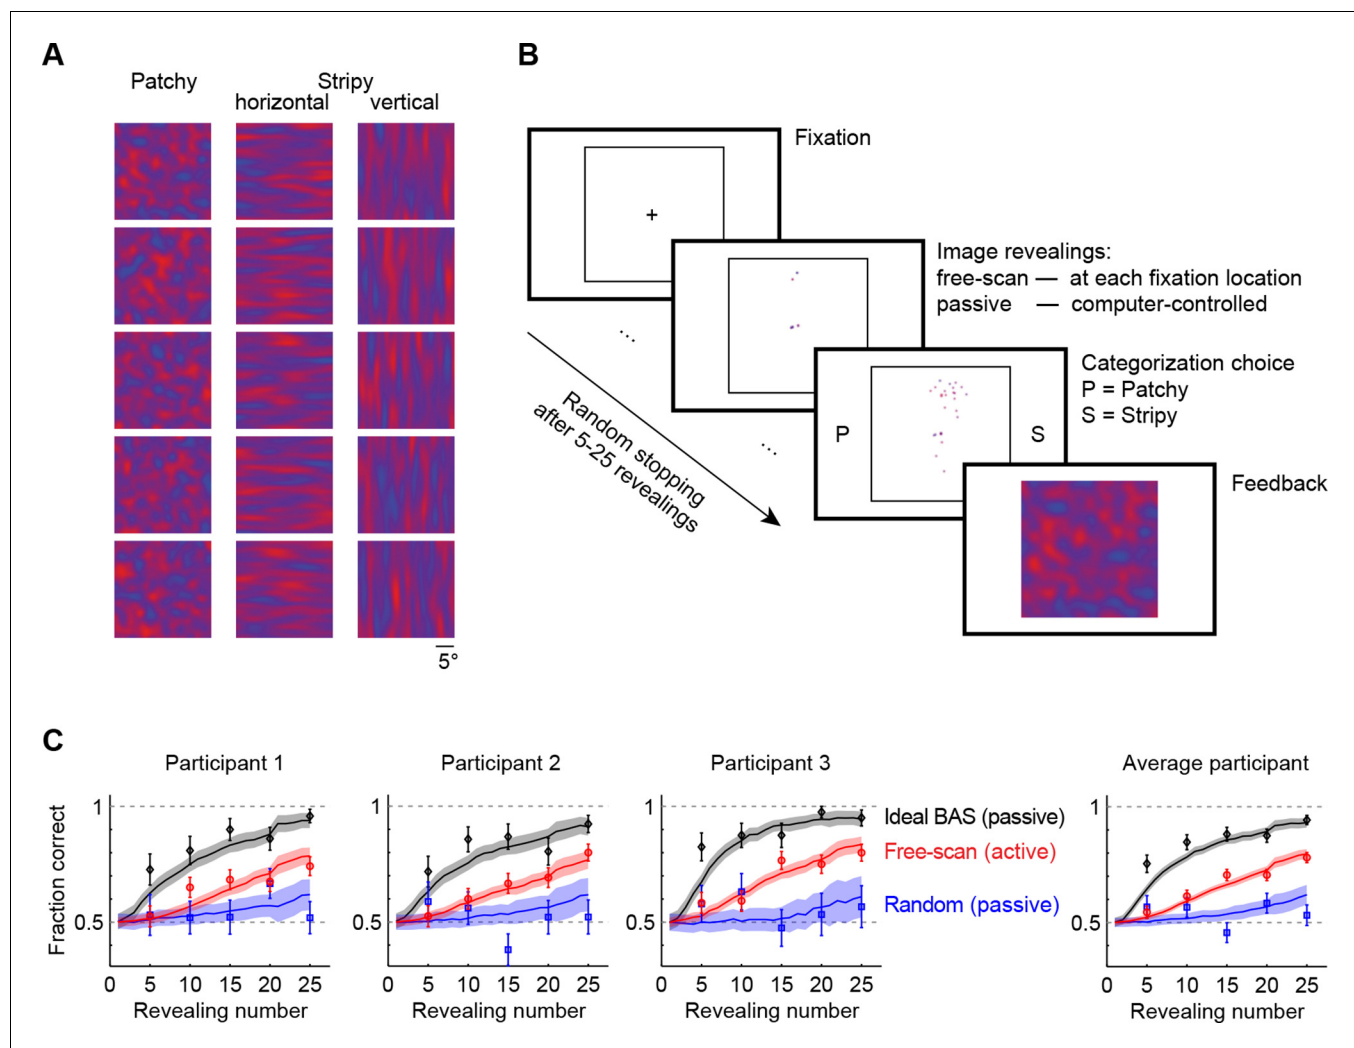 A
Patchy
Stripy
horizontal
vertical
5°
B
Fixation
+
Image revealings:
free-scan — at each fixation location
passive — computer-controlled
...
...
Random stopping
after 5-25 revealings
Categorization choice
P = Patchy
S = Stripy
P
S
Feedback
C
Participant 1
Participant 2
Participant 3
Average participant
Fraction correct
1
0.5
0 5 10 15 20 25
Revealing number
1
0.5
0 5 10 15 20 25
Revealing number
1
0.5
0 5 10 15 20 25
Revealing number
Ideal BAS (passive)
Free-scan (active)
Random (passive)
1
0.5
0 5 10 15 20 25
Revealing number